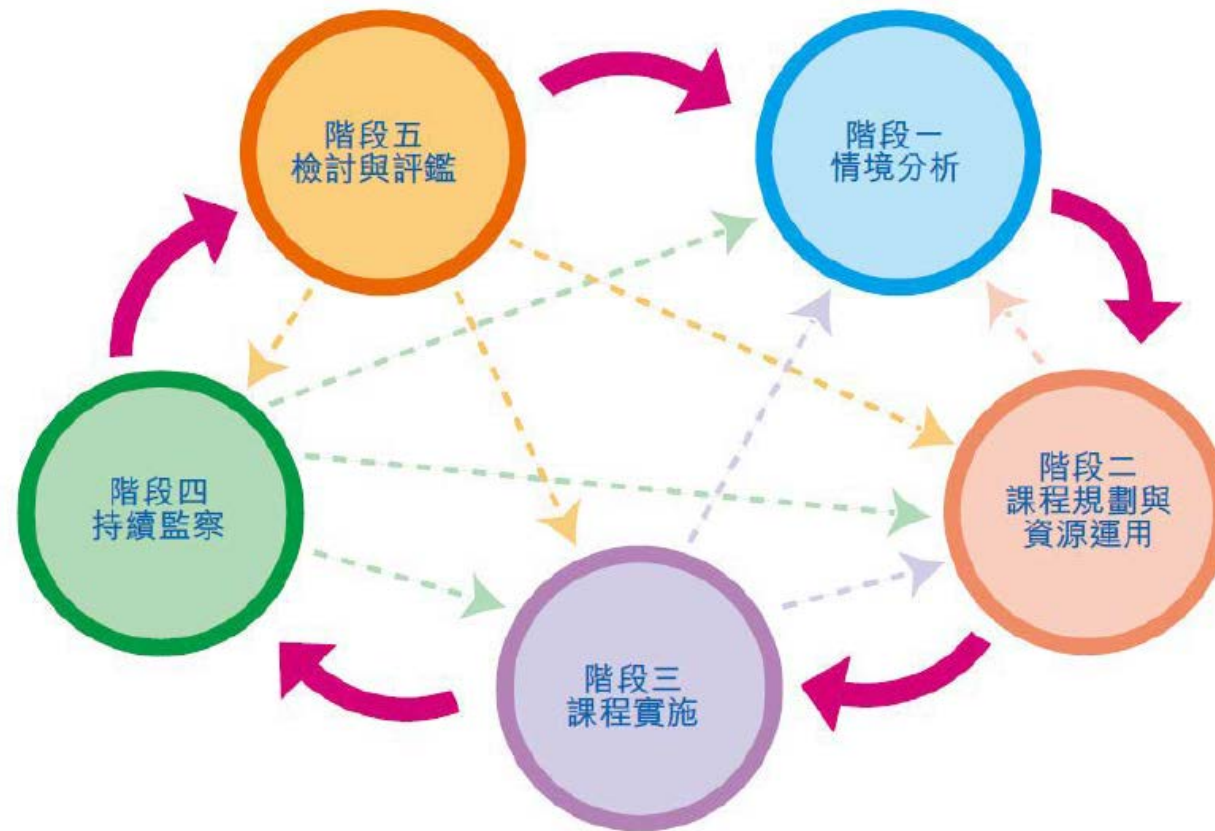 階段五
檢討與評鑑
階段一
情境分析
階段四
持續監察
階段二
課程規劃與
資源運用
階段三
課程實施